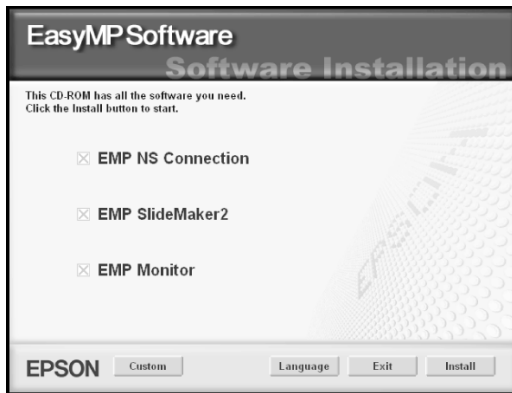 EasyMP Software
Software Installation
This CD-ROM has all the software you need.
Click the Install button to start.
EMP NS Connection
EMP SlideMaker2
EMP Monitor
EPSON
EPSON
Custom
Language
Exit
Install